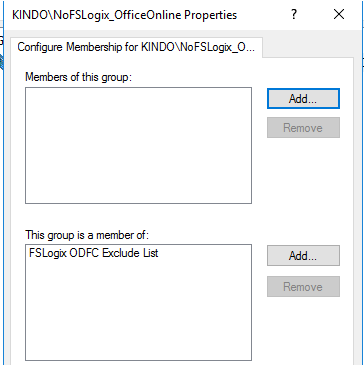 KINDO\NoFSLogix_OfficeOnline Properties
Configure Membership for KINDO\NoFSLogix_O...
Members of this group:
Add...
Remove
This group is a member of:
FSLogix ODFC Exclude List
Add...
Remove